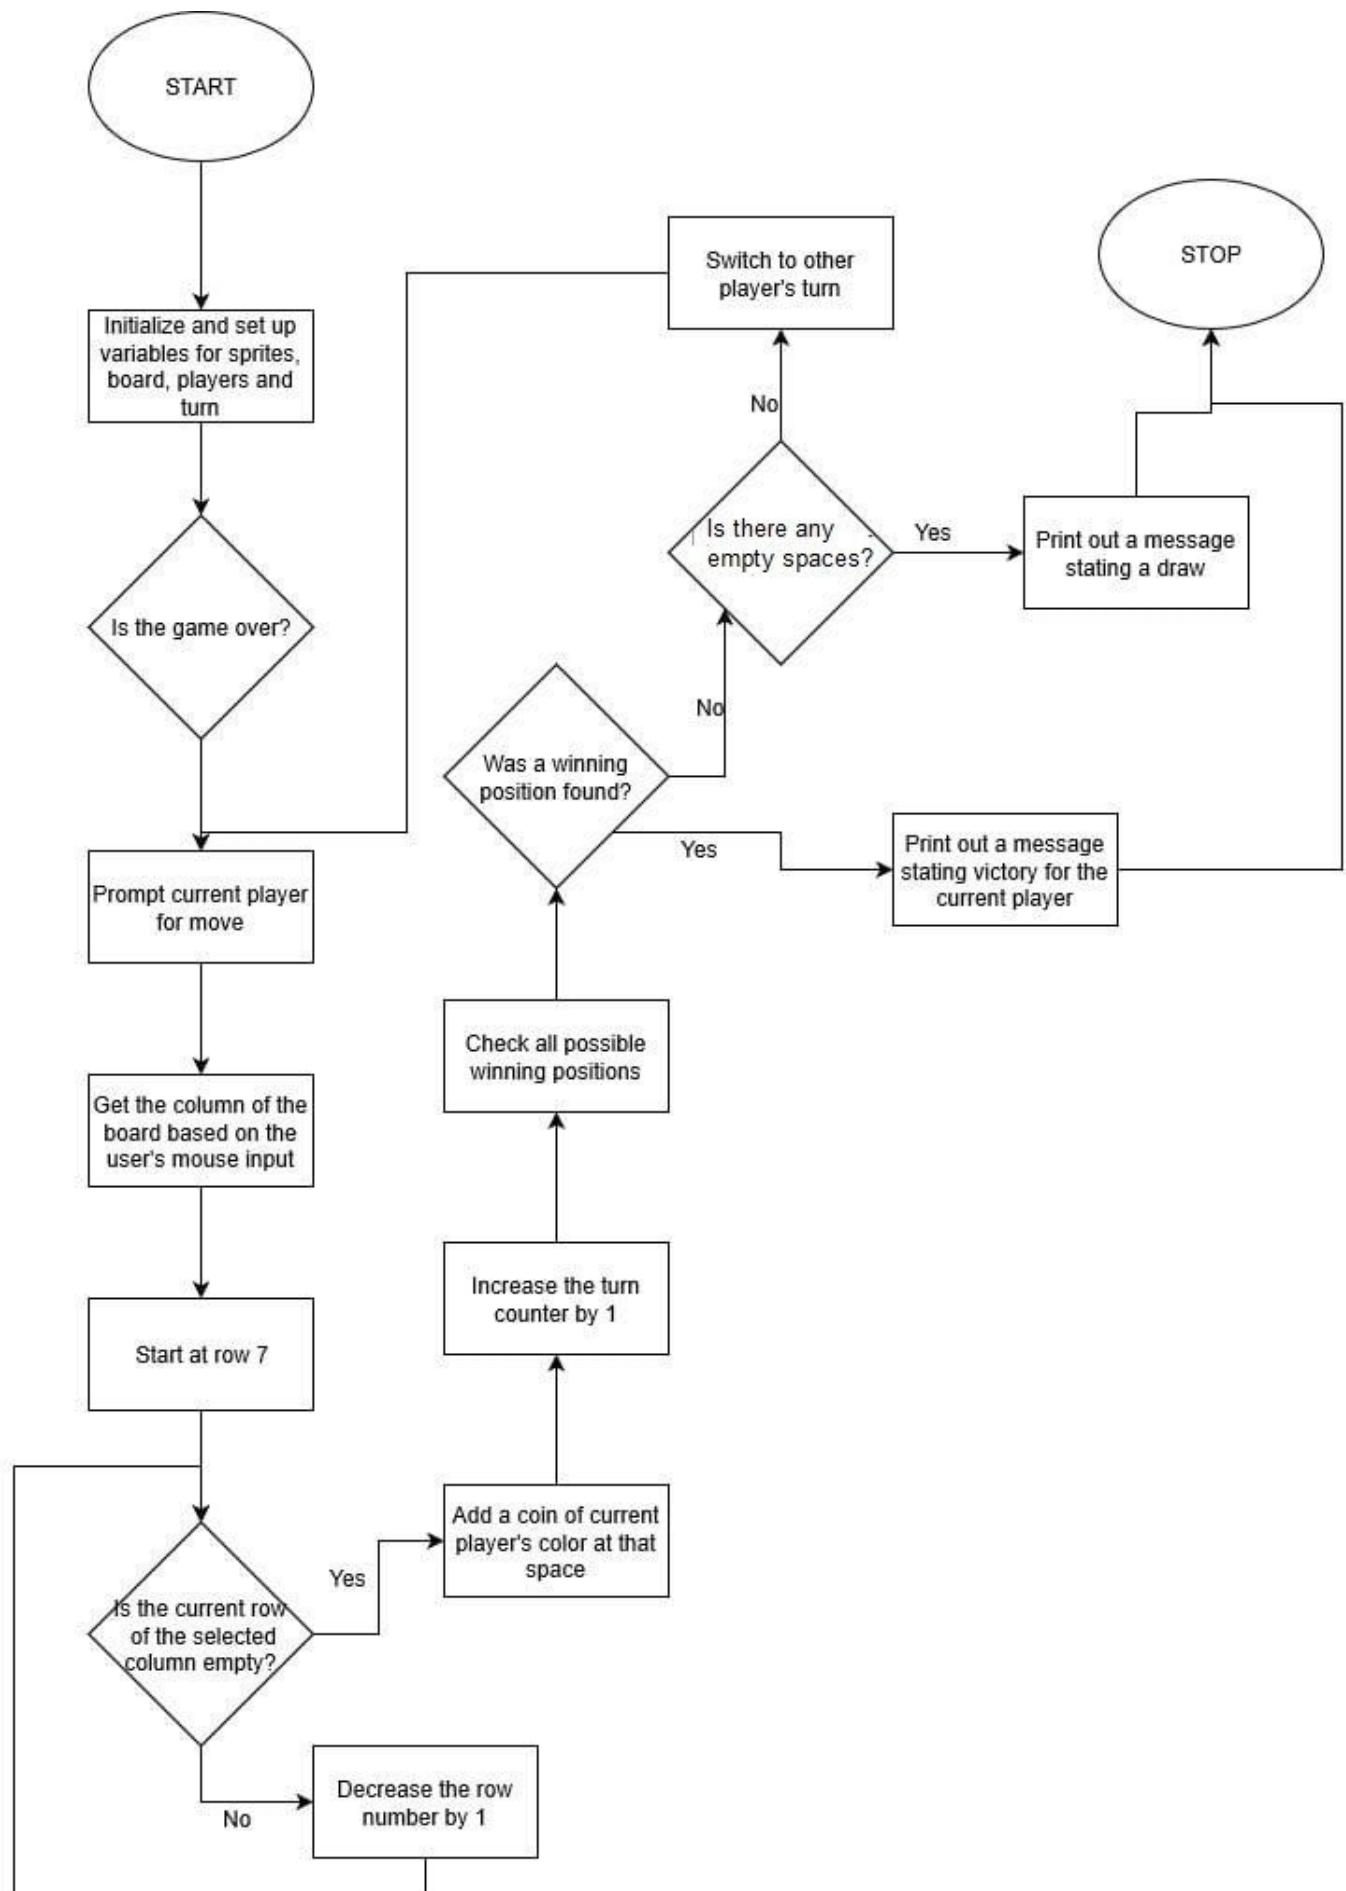 START
Initialize and set up
variables for sprites,
board, players and
turn
Is the game over?
Prompt current player
for move
Get the column of the
board based on the
user's mouse input
Start at row 7
Is the current row
of the selected
column empty?
No
Decrease the row
number by 1
Yes
Add a coin of current
player's color at that
space
Increase the turn
counter by 1
Check all possible
winning positions
Was a winning
position found?
Yes
Print out a message
stating victory for the
current player
No
Is there any
empty spaces?
Yes
Print out a message
stating a draw
No
Switch to other
player's turn
STOP